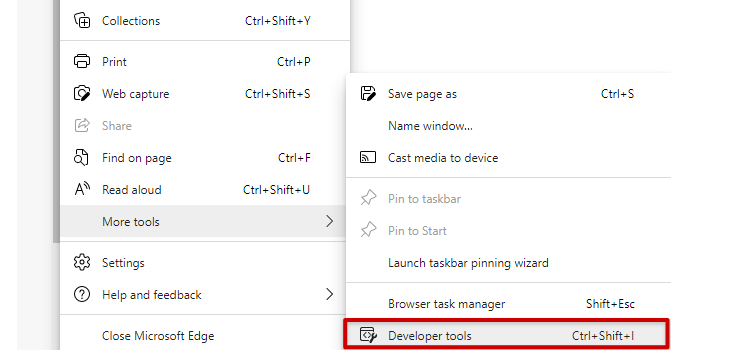 Collections Ctrl+Shift+Y
Print Ctrl+P
Web capture Ctrl+Shift+S
Share
Find on page Ctrl+F
Read aloud Ctrl+Shift+U
More tools
Settings
Help and feedback
Close Microsoft Edge
Save page as Ctrl+S
Name window...
Cast media to device
Pin to taskbar
Pin to Start
Launch taskbar pinning wizard
Browser task manager Shift+Esc
Developer tools Ctrl+Shift+I